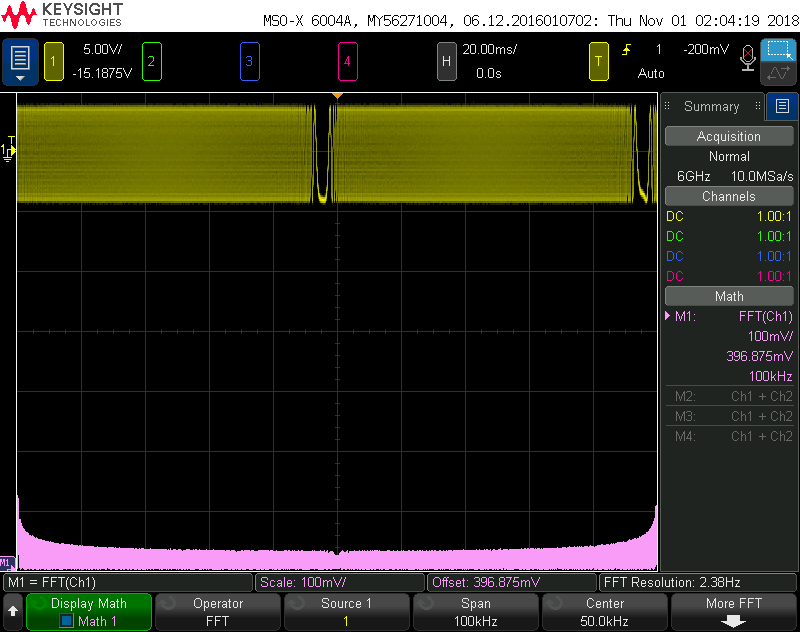 KEYSIGHT
TECHNOLOGIES
MSO-X 6004A, MY56271004, 06.12.2016010702: Thu Nov 01 02:04:19 2018
1
5.00V/
-15.1875V
2
3
4
H
20.00ms/
0.0s
T
1
-200mV
Auto
T
1
Summary
Acquisition
Normal
6GHz 10.0MSa/s
Channels
DC 1.00:1
DC 1.00:1
DC 1.00:1
DC 1.00:1
Math
M1: FFT(Ch1)
100mV/
396.875mV
100kHz
M2: Ch1 + Ch2
M3: Ch1 + Ch2
M4: Ch1 + Ch2
M1
M1 = FFT(Ch1)
Scale: 100mV/
Offset: 396.875mV
FFT Resolution: 2.38Hz
Display Math
Math 1
Operator
FFT
Source 1
1
Span
100kHz
Center
50.0kHz
More FFT